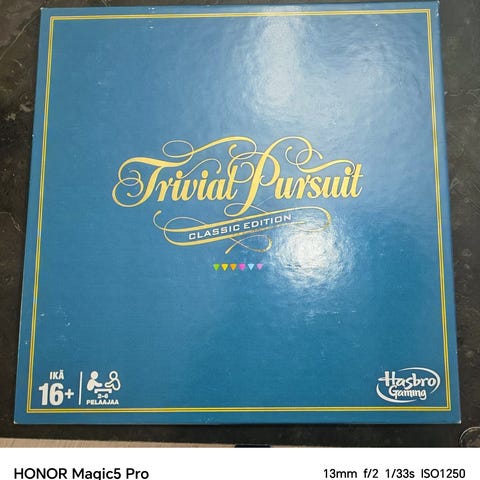 Trivial Pursuit
CLASSIC EDITION
IKÄ
16+
2-6
PELAAJAA
Hasbro
Gaming
HONOR Magic5 Pro
13mm f/2 1/33s ISO1250